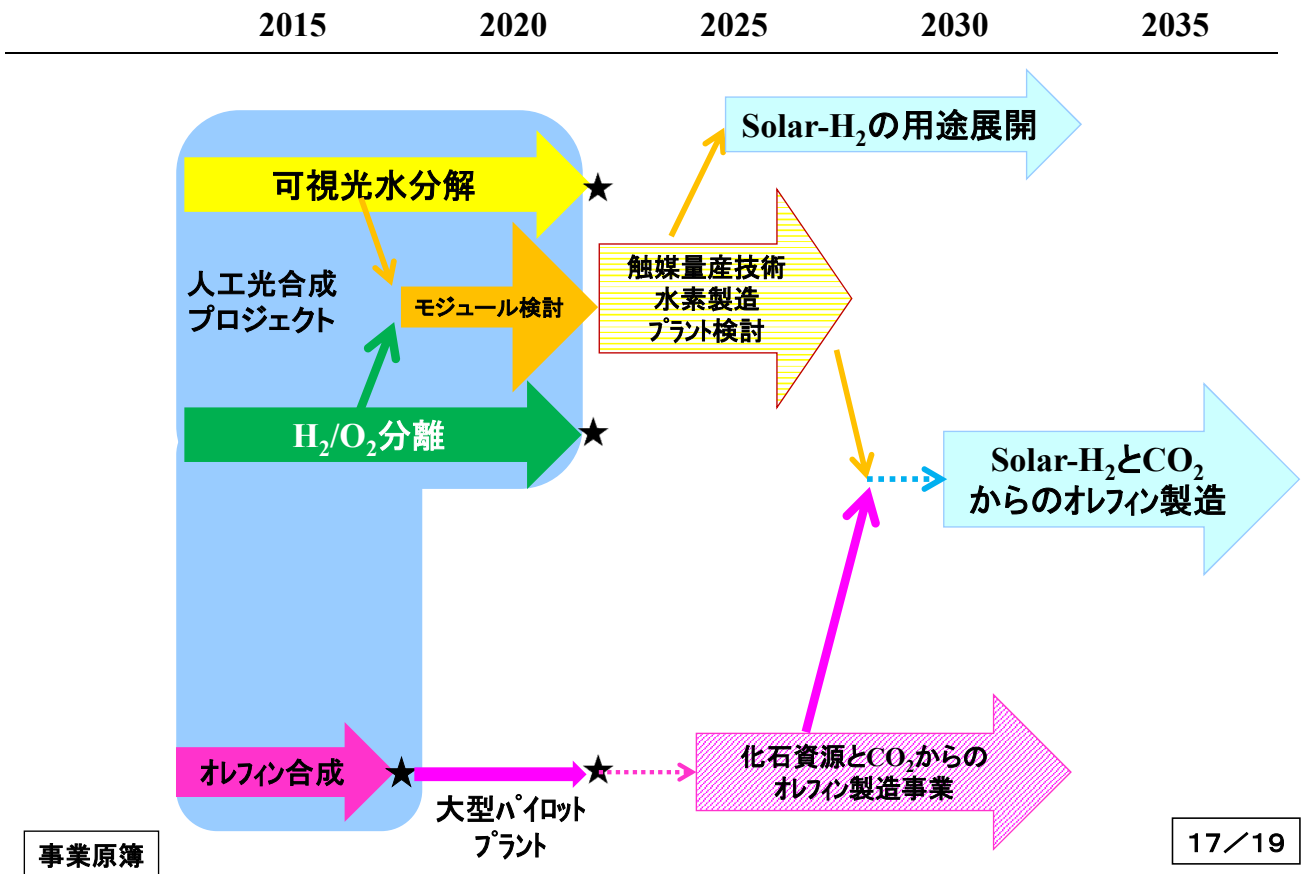 2015 2020 2025 2030 2035
Solar-H₂の用途展開
可視光水分解
人工光合成
プロジェクト
モジュール検討
触媒量産技術
水素製造
プラント検討
H₂/O₂分離
Solar-H₂とCO₂
からのオレフィン製造
オレフィン合成
大型パイロット
プラント
化石資源とCO₂からの
オレフィン製造事業
事業原簿
17/19